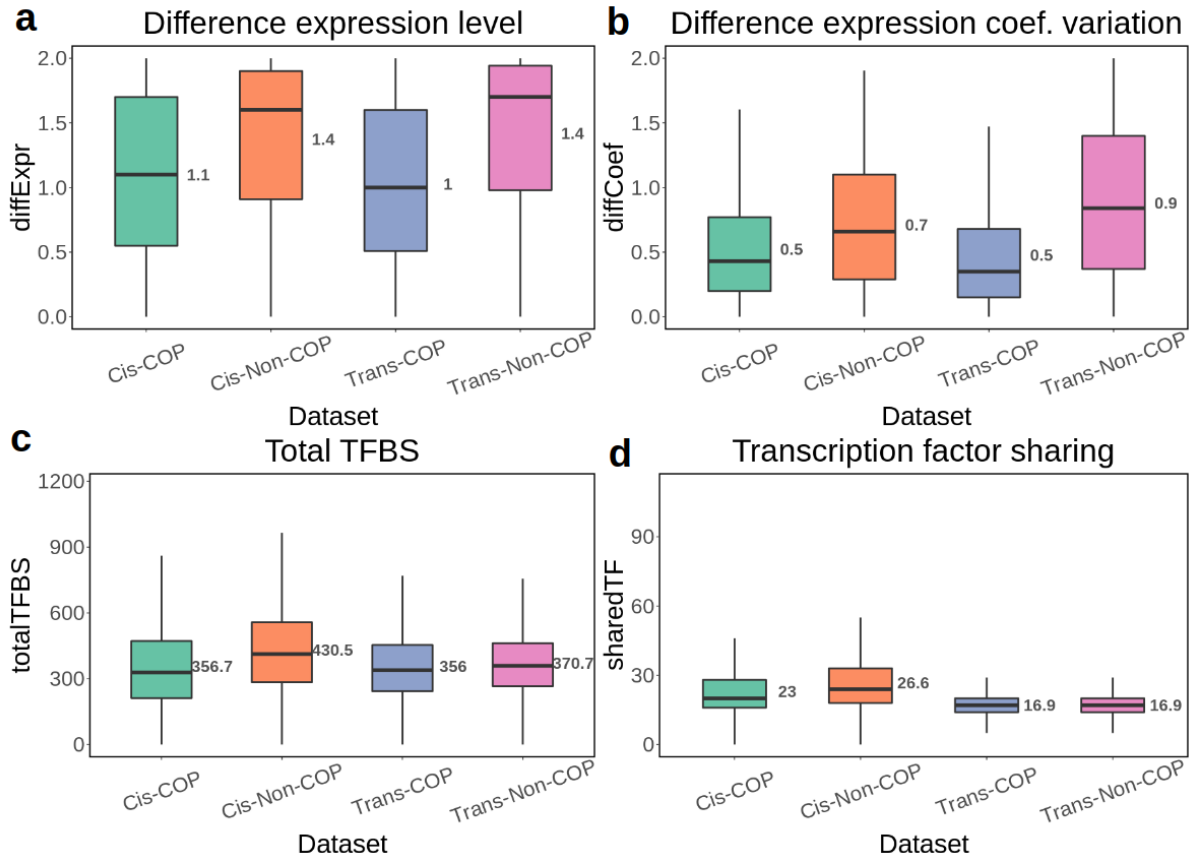 a
Difference expression level
diffExpr
2.0
1.5
1.0
0.5
0.0
1.1
1.4
1
1.4
Cis-COP
Cis-Non-COP
Trans-COP
Trans-Non-COP
Dataset
b
Difference expression coef. variation
diffCoef
2.0
1.5
1.0
0.5
0.0
0.5
0.7
0.5
0.9
Cis-COP
Cis-Non-COP
Trans-COP
Trans-Non-COP
Dataset
c
Total TFBS
totalTFBS
1200
900
600
300
0
356.7
430.5
356
370.7
Cis-COP
Cis-Non-COP
Trans-COP
Trans-Non-COP
Dataset
d
Transcription factor sharing
sharedTF
90
60
30
0
23
26.6
16.9
16.9
Cis-COP
Cis-Non-COP
Trans-COP
Trans-Non-COP
Dataset